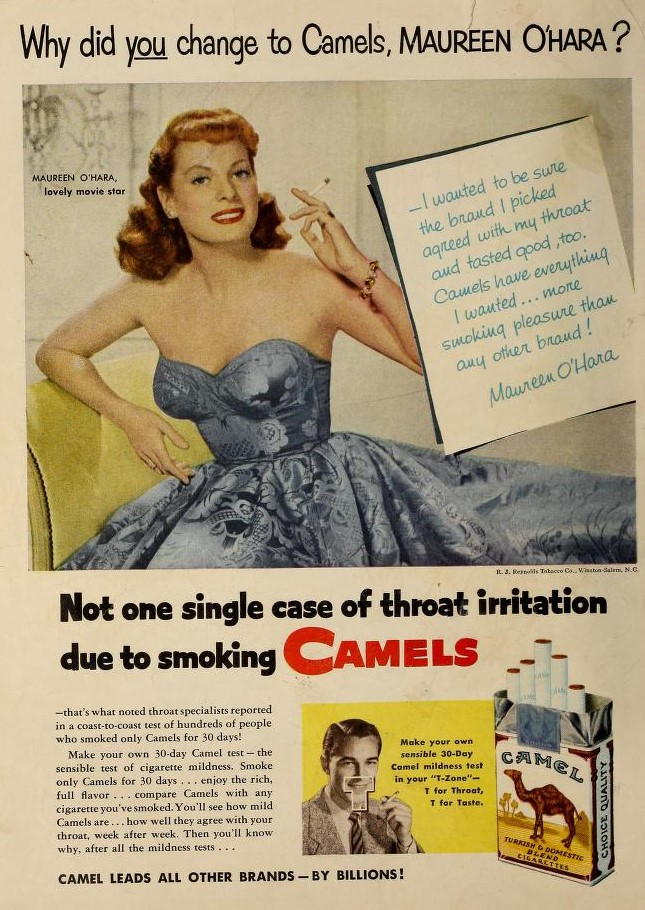 Why did you change to Camels, MAUREEN O'HARA?
MAUREEN O'HARA,
lovely movie star
—I wanted to be sure
the brand I picked
agreed with my throat
and tasted good, too.
Camels have everything
I wanted... more
smoking pleasure than
any other brand!
Maureen O'Hara
R. J. Reynolds Tobacco Co., Winston-Salem, N.C.
Not one single case of throat irritation
due to smoking CAMELS
—that's what noted throat specialists reported
in a coast-to-coast test of hundreds of people
who smoked only Camels for 30 days!
Make your own 30-day Camel test—the
sensible test of cigarette mildness. Smoke
only Camels for 30 days . . . enjoy the rich,
full flavor . . . compare Camels with any
cigarette you've smoked. You'll see how mild
Camels are . . . how well they agree with your
throat, week after week. Then you'll know
why, after all the mildness tests . . .
Make your own
sensible 30-Day
Camel mildness test
in your "T-Zone"—
T for Throat,
T for Taste.
T
CAMEL
TURKISH & DOMESTIC
BLEND
CIGARETTES
CHOICE QUALITY
CAMEL LEADS ALL OTHER BRANDS—BY BILLIONS!